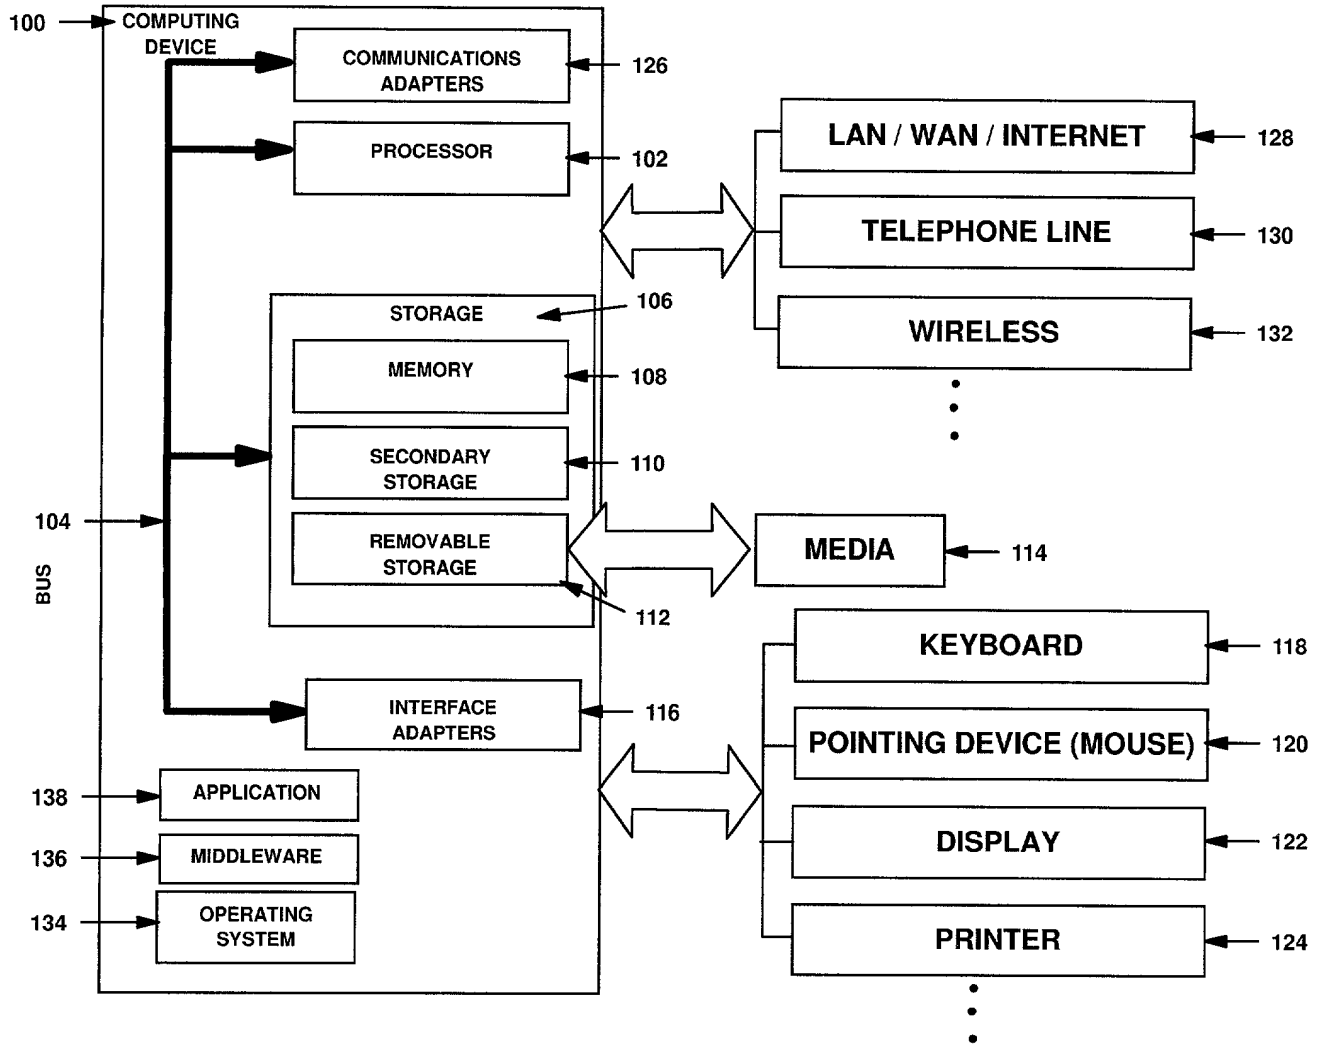 100
COMPUTING
DEVICE
COMMUNICATIONS
ADAPTERS
126
PROCESSOR
102
LAN / WAN / INTERNET
128
TELEPHONE LINE
130
WIRELESS
132
STORAGE
106
MEMORY
108
SECONDARY
STORAGE
110
REMOVABLE
STORAGE
112
104
BUS
MEDIA
114
INTERFACE
ADAPTERS
116
KEYBOARD
118
POINTING DEVICE (MOUSE)
120
DISPLAY
122
PRINTER
124
138
APPLICATION
136
MIDDLEWARE
134
OPERATING
SYSTEM